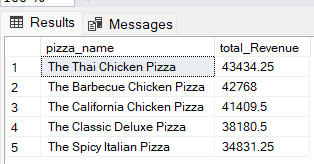 Results Messages
pizza_name total_Revenue
1 The Thai Chicken Pizza 43434.25
2 The Barbecue Chicken Pizza 42768
3 The California Chicken Pizza 41409.5
4 The Classic Deluxe Pizza 38180.5
5 The Spicy Italian Pizza 34831.25